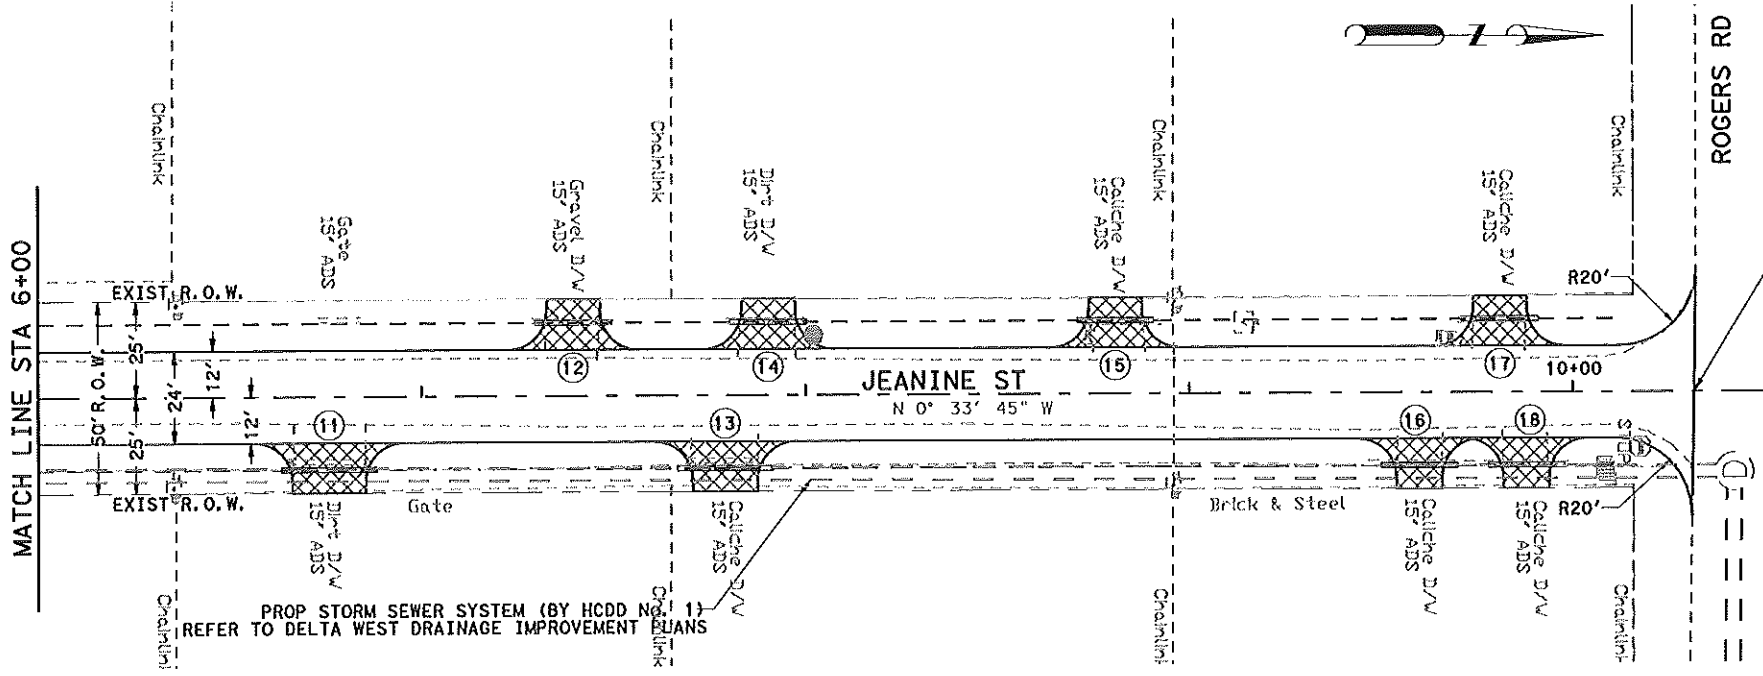 MATCH LINE STA 6+00
ROGERS RD
Z
Chainlink
Chainlink
Chainlink
Chainlink
Gate
15' ADS
Gravel D/W
15' ADS
Dirt D/W
15' ADS
Caliche D/W
15' ADS
Caliche D/W
15' ADS
EXIST R.O.W.
R20'
50' R.O.W.
25'
25'
24'
12'
12'
12
14
15
17
10+00
JEANINE ST
N 0° 33' 45" W
11
13
16
18
STOP
D
EXIST R.O.W.
Gate
Brick & Steel
R20'
Dirt D/W
15' ADS
Caliche D/W
15' ADS
Caliche D/W
15' ADS
Caliche D/W
15' ADS
PROP STORM SEWER SYSTEM (BY HCDD No. 1)
REFER TO DELTA WEST DRAINAGE IMPROVEMENT PLANS
Chainlink
Chainlink
Chainlink
Chainlink